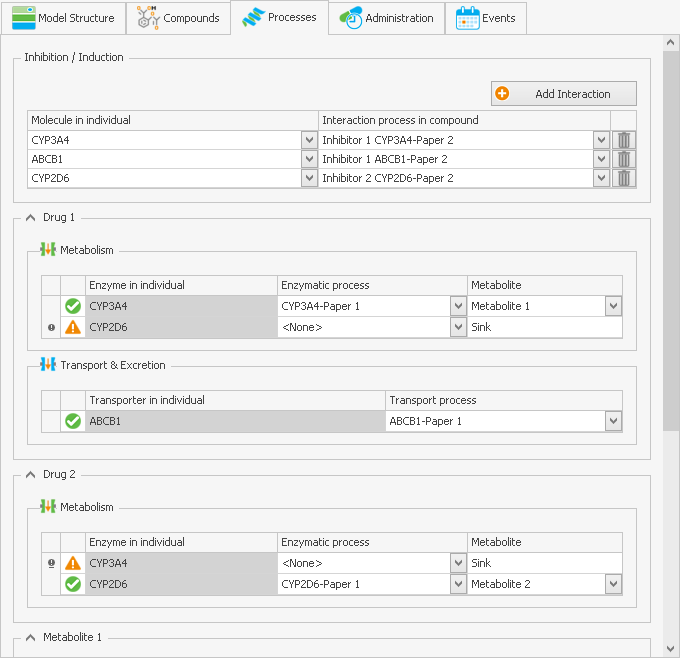 Model Structure Compounds Processes Administration Events
Inhibition / Induction
Add Interaction
Molecule in individual Interaction process in compound
CYP3A4 Inhibitor 1 CYP3A4-Paper 2
ABCB1 Inhibitor 1 ABCB1-Paper 2
CYP2D6 Inhibitor 2 CYP2D6-Paper 2
Drug 1
Metabolism
Enzyme in individual Enzymatic process Metabolite
CYP3A4 CYP3A4-Paper 1 Metabolite 1
CYP2D6 <None> Sink
Transport & Excretion
Transporter in individual Transport process
ABCB1 ABCB1-Paper 1
Drug 2
Metabolism
Enzyme in individual Enzymatic process Metabolite
CYP3A4 <None> Sink
CYP2D6 CYP2D6-Paper 1 Metabolite 2
Metabolite 1